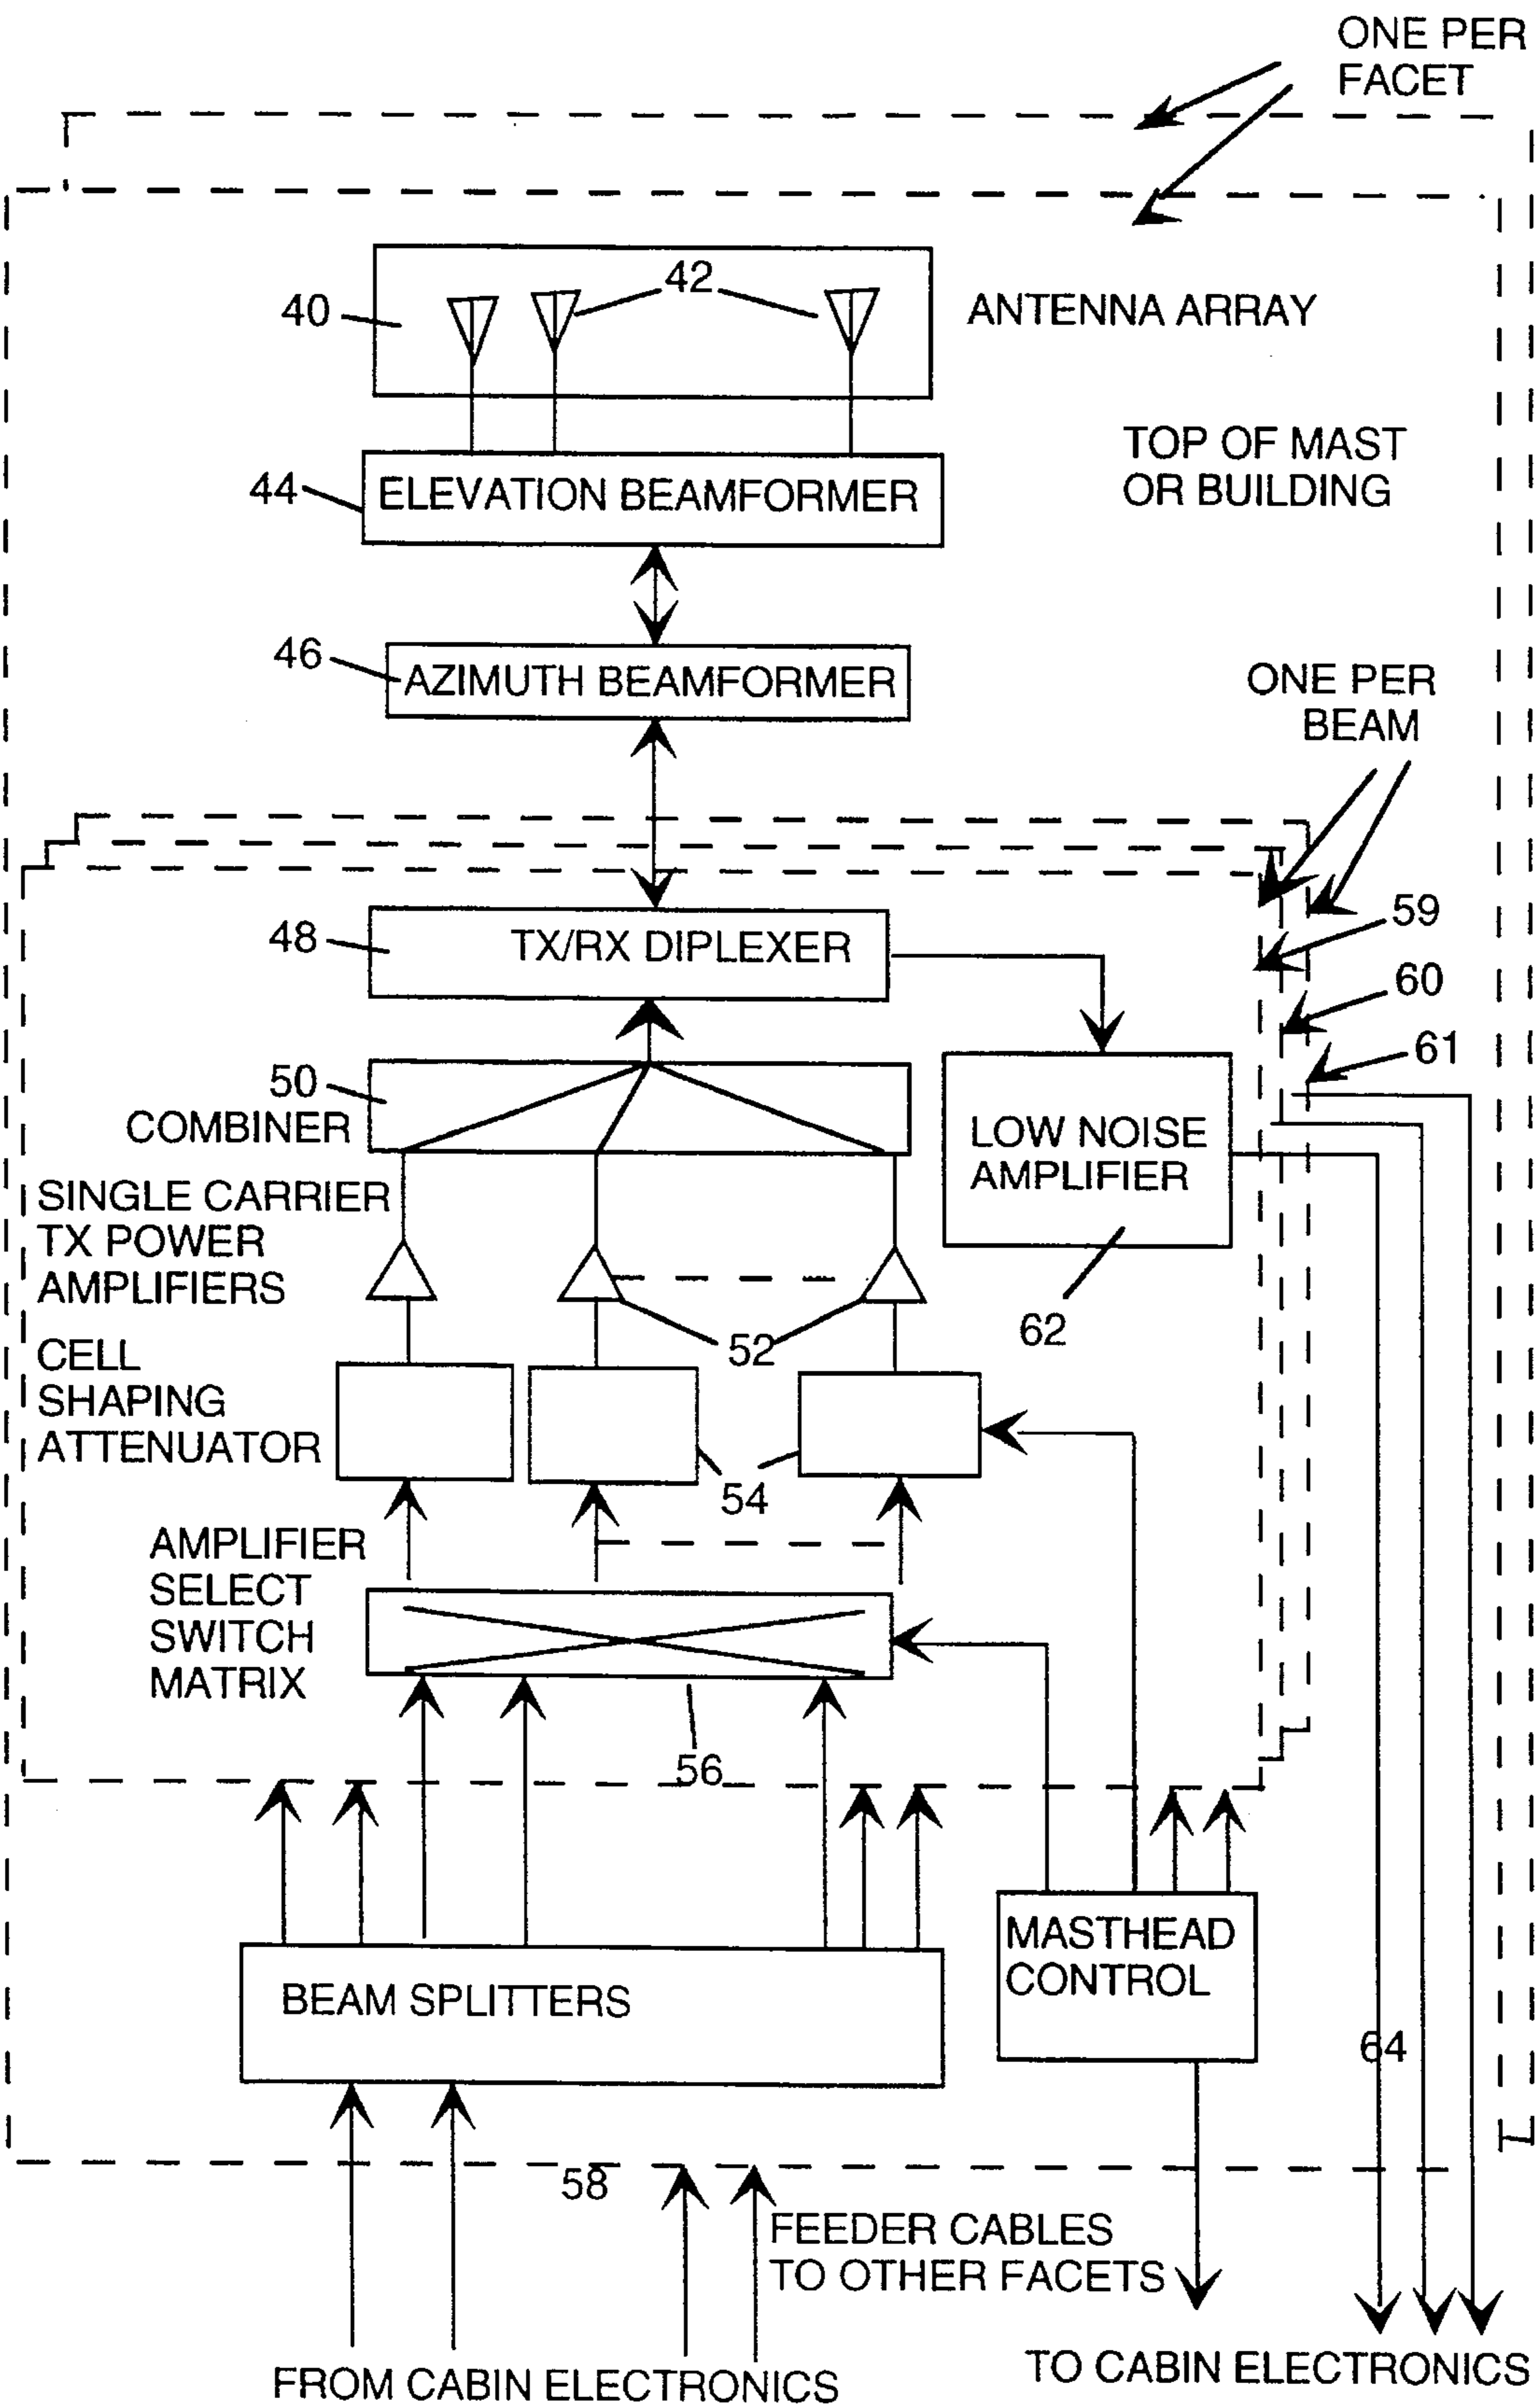 ONE PER
FACET
42
40
ANTENNA ARRAY
TOP OF MAST
OR BUILDING
44
ELEVATION BEAMFORMER
46
AZIMUTH BEAMFORMER
ONE PER
BEAM
48
TX/RX DIPLEXER
59
60
61
50
COMBINER
LOW NOISE
AMPLIFIER
SINGLE CARRIER
TX POWER
AMPLIFIERS
62
52
CELL
SHAPING
ATTENUATOR
54
AMPLIFIER
SELECT
SWITCH
MATRIX
56
BEAM SPLITTERS
MASTHEAD
CONTROL
64
58
FEEDER CABLES
TO OTHER FACETS
FROM CABIN ELECTRONICS
TO CABIN ELECTRONICS